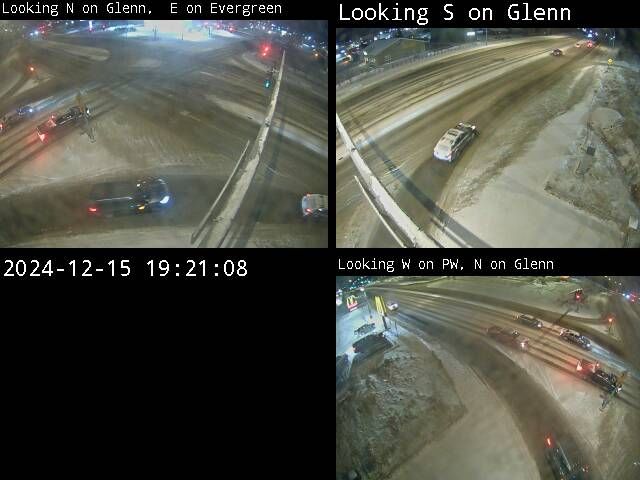 Looking N on Glenn,  E on Evergreen
Looking S on Glenn
2024-12-15 19:21:08
Looking W on PW, N on Glenn